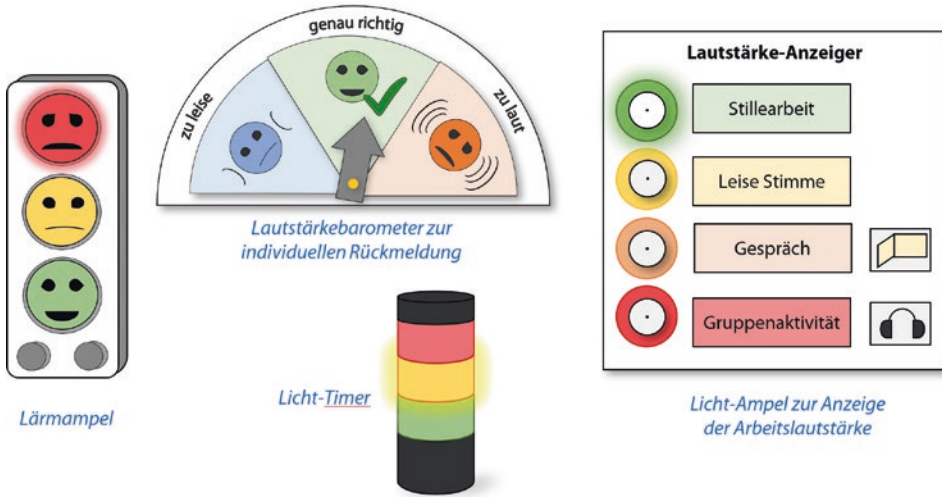 zu leise
genau richtig
zu laut
Lautstärkebarometer zur
individuellen Rückmeldung
Lärmampel
Licht-Timer
Lautstärke-Anzeiger
Stillearbeit
Leise Stimme
Gespräch
Gruppenaktivität
Licht-Ampel zur Anzeige
der Arbeitslautstärke